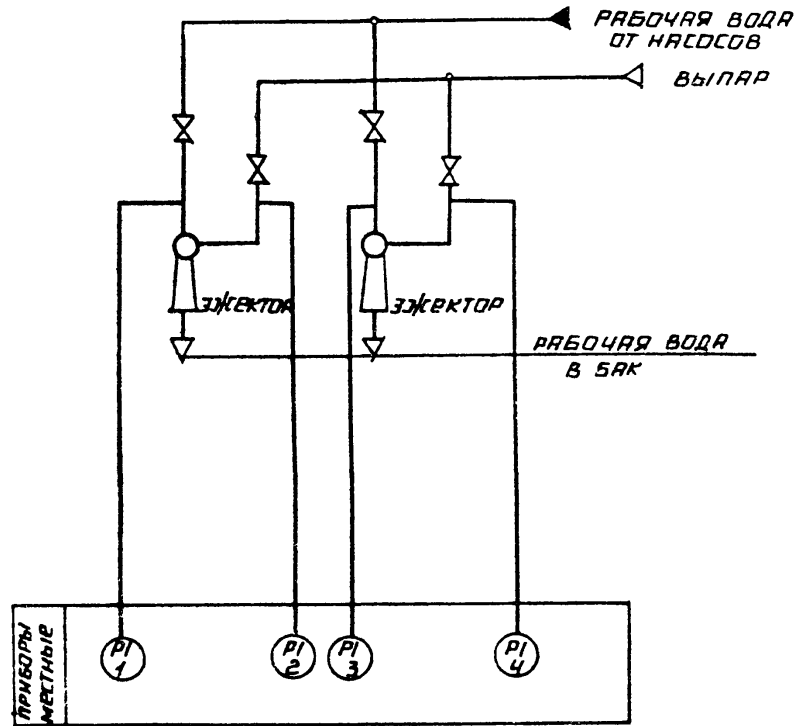 РАБОЧАЯ ВОДА
ОТ НАСОСОВ
ВЫПАР
ЭЖЕКТОР
ЭЖЕКТОР
РАБОЧАЯ ВОДА
В БАК
ПРИБОРЫ
МЕСТНЫЕ
PI
1
PI
2
PI
3
PI
4